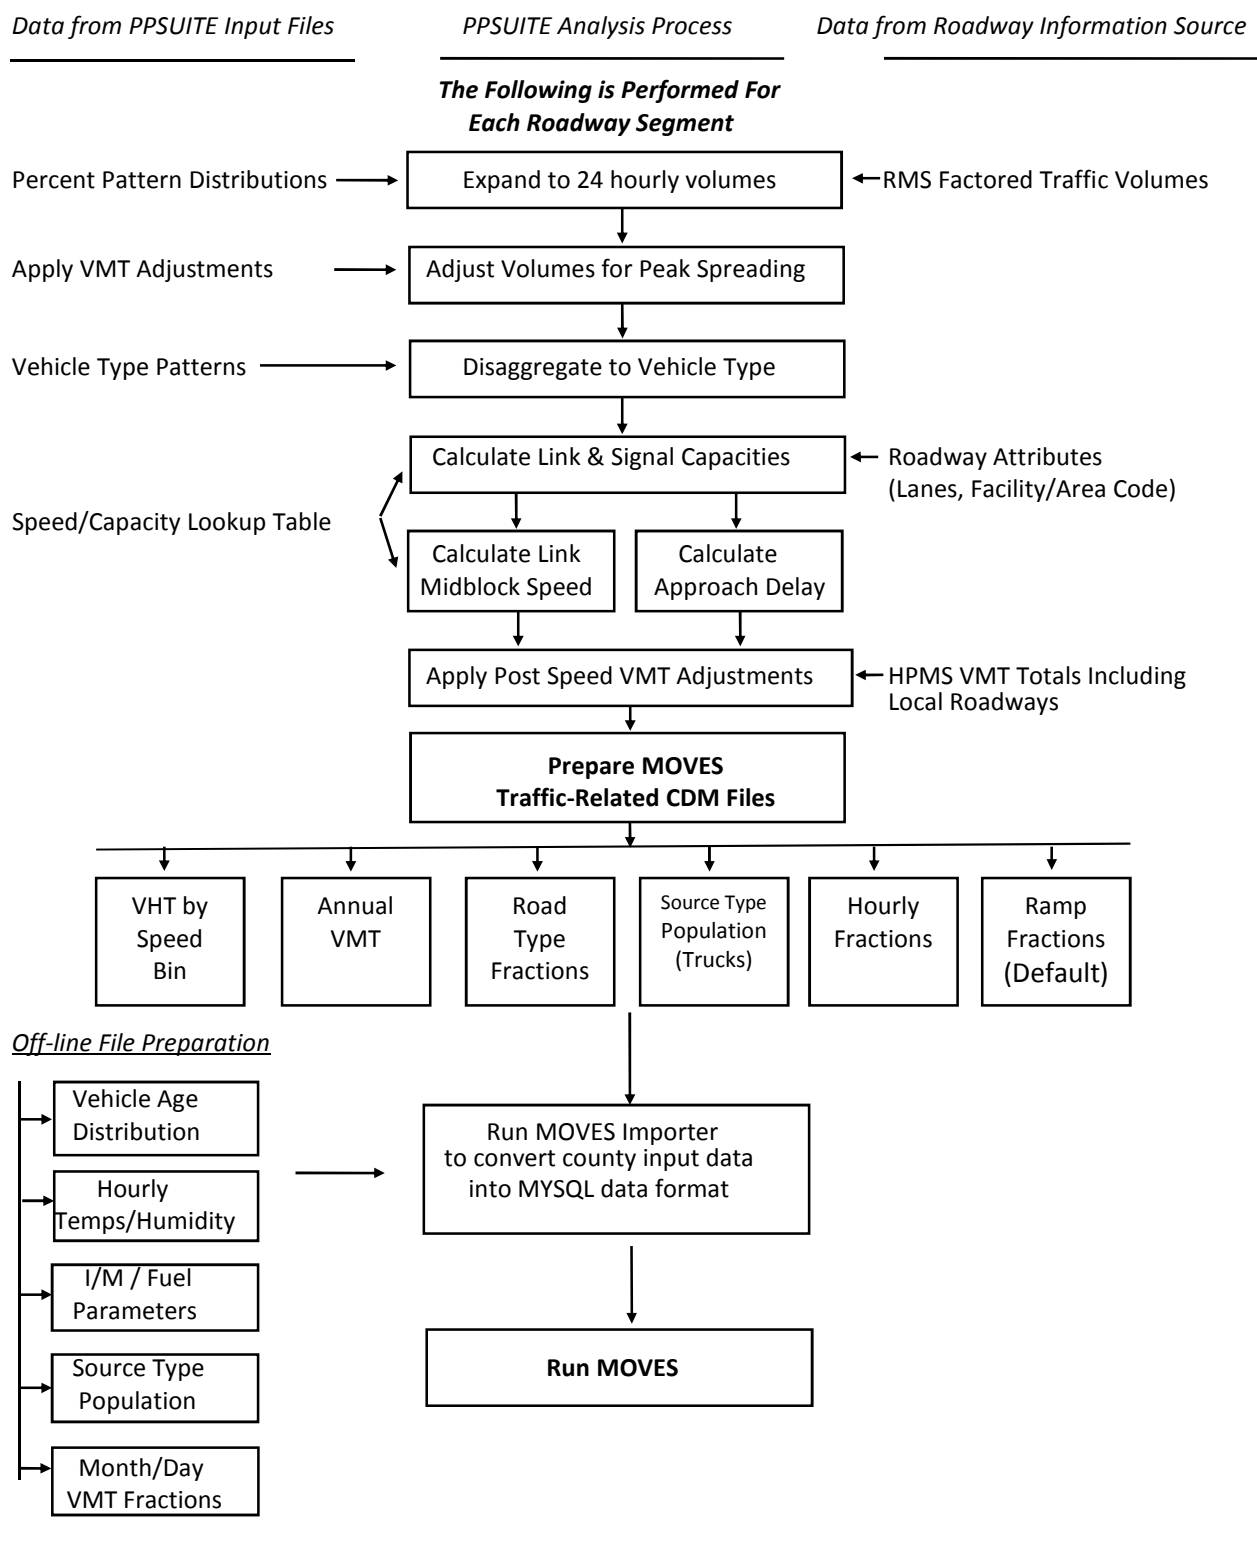 Data from PPSUITE Input Files
PPSUITE Analysis Process
Data from Roadway Information Source
The Following is Performed For
Each Roadway Segment
Percent Pattern Distributions
Expand to 24 hourly volumes
RMS Factored Traffic Volumes
Apply VMT Adjustments
Adjust Volumes for Peak Spreading
Vehicle Type Patterns
Disaggregate to Vehicle Type
Calculate Link & Signal Capacities
Roadway Attributes
(Lanes, Facility/Area Code)
Speed/Capacity Lookup Table
Calculate Link
Midblock Speed
Calculate
Approach Delay
Apply Post Speed VMT Adjustments
HPMS VMT Totals Including
Local Roadways
Prepare MOVES
Traffic-Related CDM Files
VHT by
Speed
Bin
Annual
VMT
Road
Type
Fractions
Source Type
Population
(Trucks)
Hourly
Fractions
Ramp
Fractions
(Default)
Off-line File Preparation
Vehicle Age
Distribution
Hourly
Temps/Humidity
I/M / Fuel
Parameters
Source Type
Population
Month/Day
VMT Fractions
Run MOVES Importer
to convert county input data
into MYSQL data format
Run MOVES